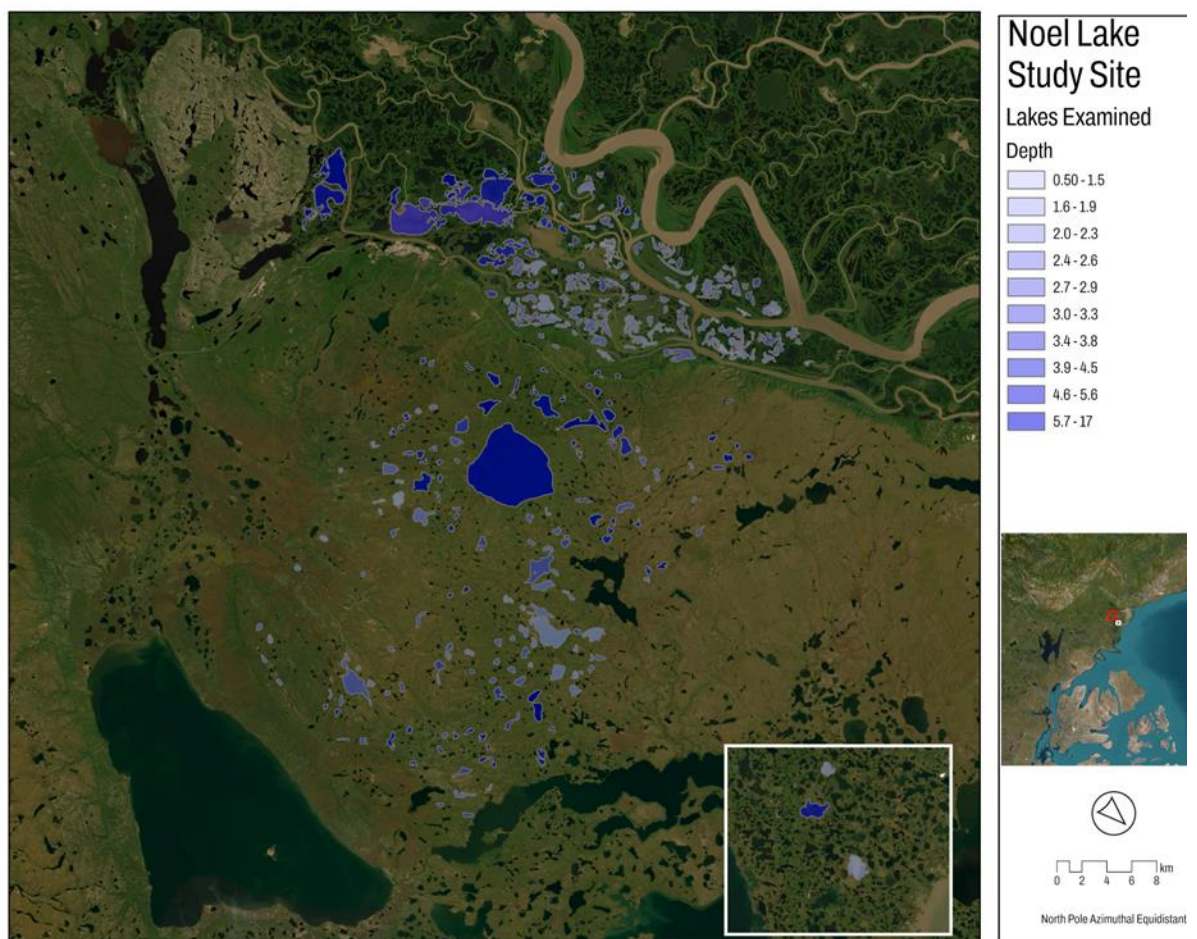 Noel Lake
Study Site
Lakes Examined
Depth
0.50 - 1.5
1.6 - 1.9
2.0 - 2.3
2.4 - 2.6
2.7 - 2.9
3.0 - 3.3
3.4 - 3.8
3.9 - 4.5
4.6 - 5.6
5.7 - 17
km
0 2 4 6 8
North Pole Azimuthal Equidistant